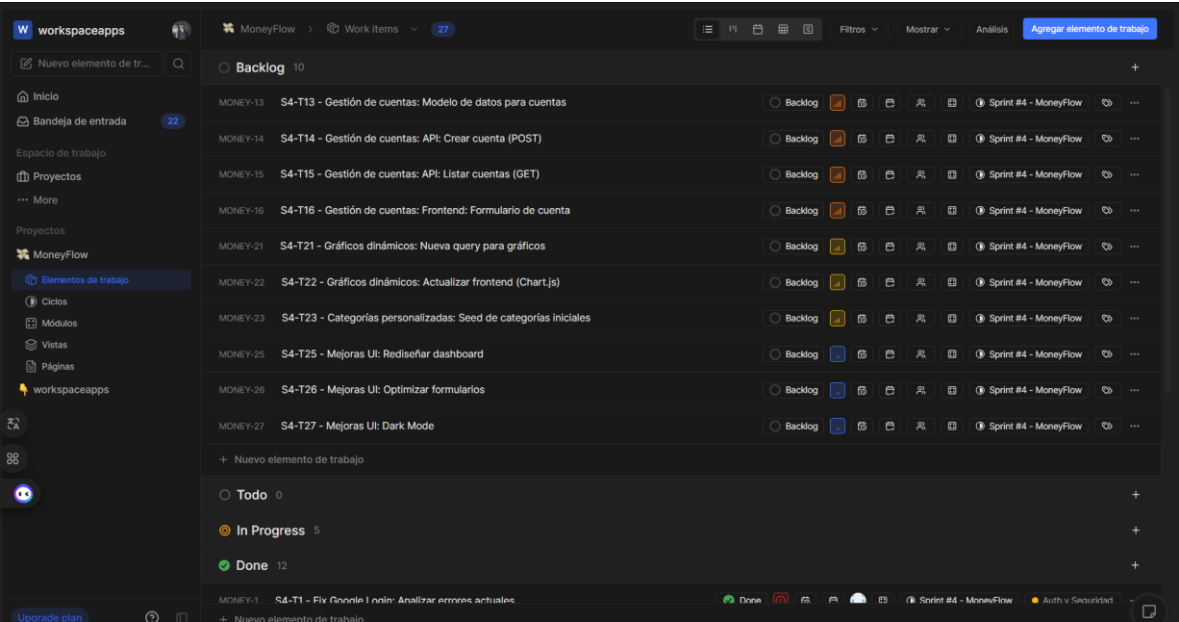 W workspaceapps
Nuevo elemento de tr...
Inicio
Bandeja de entrada 22
Espacio de trabajo
Proyectos
More
Proyectos
MoneyFlow
Elementos de trabajo
Ciclos
Módulos
Vistas
Páginas
workspaceapps
Upgrade plan
MoneyFlow > Work items 27
Filtros Mostrar Análisis Agregar elemento de trabajo
Backlog 10
MONEY-13 S4-T13 - Gestión de cuentas: Modelo de datos para cuentas Backlog Sprint #4 - MoneyFlow
MONEY-14 S4-T14 - Gestión de cuentas: API: Crear cuenta (POST) Backlog Sprint #4 - MoneyFlow
MONEY-15 S4-T15 - Gestión de cuentas: API: Listar cuentas (GET) Backlog Sprint #4 - MoneyFlow
MONEY-16 S4-T16 - Gestión de cuentas: Frontend: Formulario de cuenta Backlog Sprint #4 - MoneyFlow
MONEY-21 S4-T21 - Gráficos dinámicos: Nueva query para gráficos Backlog Sprint #4 - MoneyFlow
MONEY-22 S4-T22 - Gráficos dinámicos: Actualizar frontend (Chart.js) Backlog Sprint #4 - MoneyFlow
MONEY-23 S4-T23 - Categorías personalizadas: Seed de categorías iniciales Backlog Sprint #4 - MoneyFlow
MONEY-25 S4-T25 - Mejoras UI: Rediseñar dashboard Backlog Sprint #4 - MoneyFlow
MONEY-26 S4-T26 - Mejoras UI: Optimizar formularios Backlog Sprint #4 - MoneyFlow
MONEY-27 S4-T27 - Mejoras UI: Dark Mode Backlog Sprint #4 - MoneyFlow
+ Nuevo elemento de trabajo
Todo 0
In Progress 5
Done 12
MONEY-1 S4-T1 - Fix Google Login: Analizar errores actuales Done Sprint #4 - MoneyFlow Auth y Seguridad
+ Nuevo elemento de trabajo